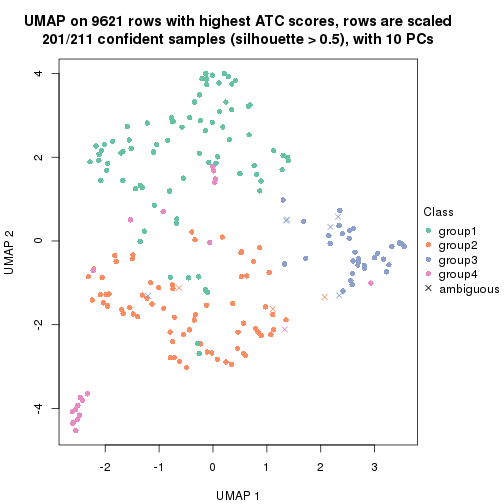 UMAP on 9621 rows with highest ATC scores, rows are scaled
201/211 confident samples (silhouette > 0.5), with 10 PCs
4
2
0
-2
-4
UMAP 2
-2
-1
0
1
2
3
UMAP 1
Class
group1
group2
group3
group4
ambiguous